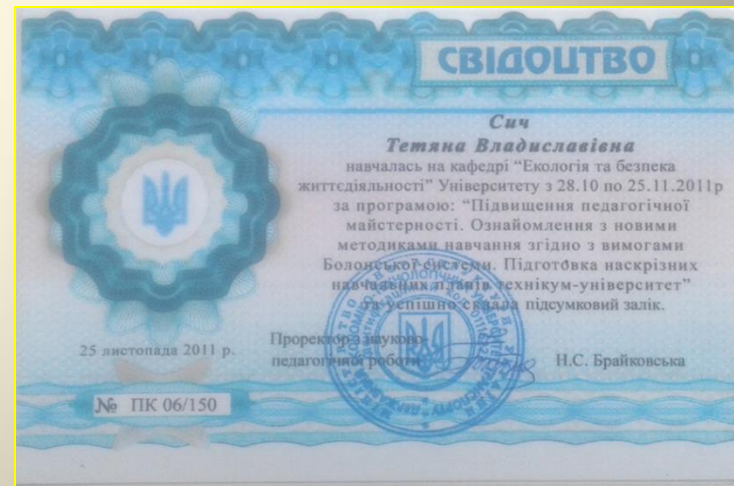 СВІДОЦТВО
Сич
Тетяна Владиславівна
навчалась на кафедрі “Екологія та безпека
життєдіяльності” Університету з 28.10 по 25.11.2011р
за програмою: “Підвищення педагогічної
майстерності. Ознайомлення з новими
методиками навчання згідно з вимогами
Болонської системи. Підготовка наскрізних
навчальних планів технікум-університет”
та успішно склала підсумковий залік.
25 листопада 2011 р.
Проректор з науково-
педагогічної роботи
Н.С. Брайковська
№ ПК 06/150